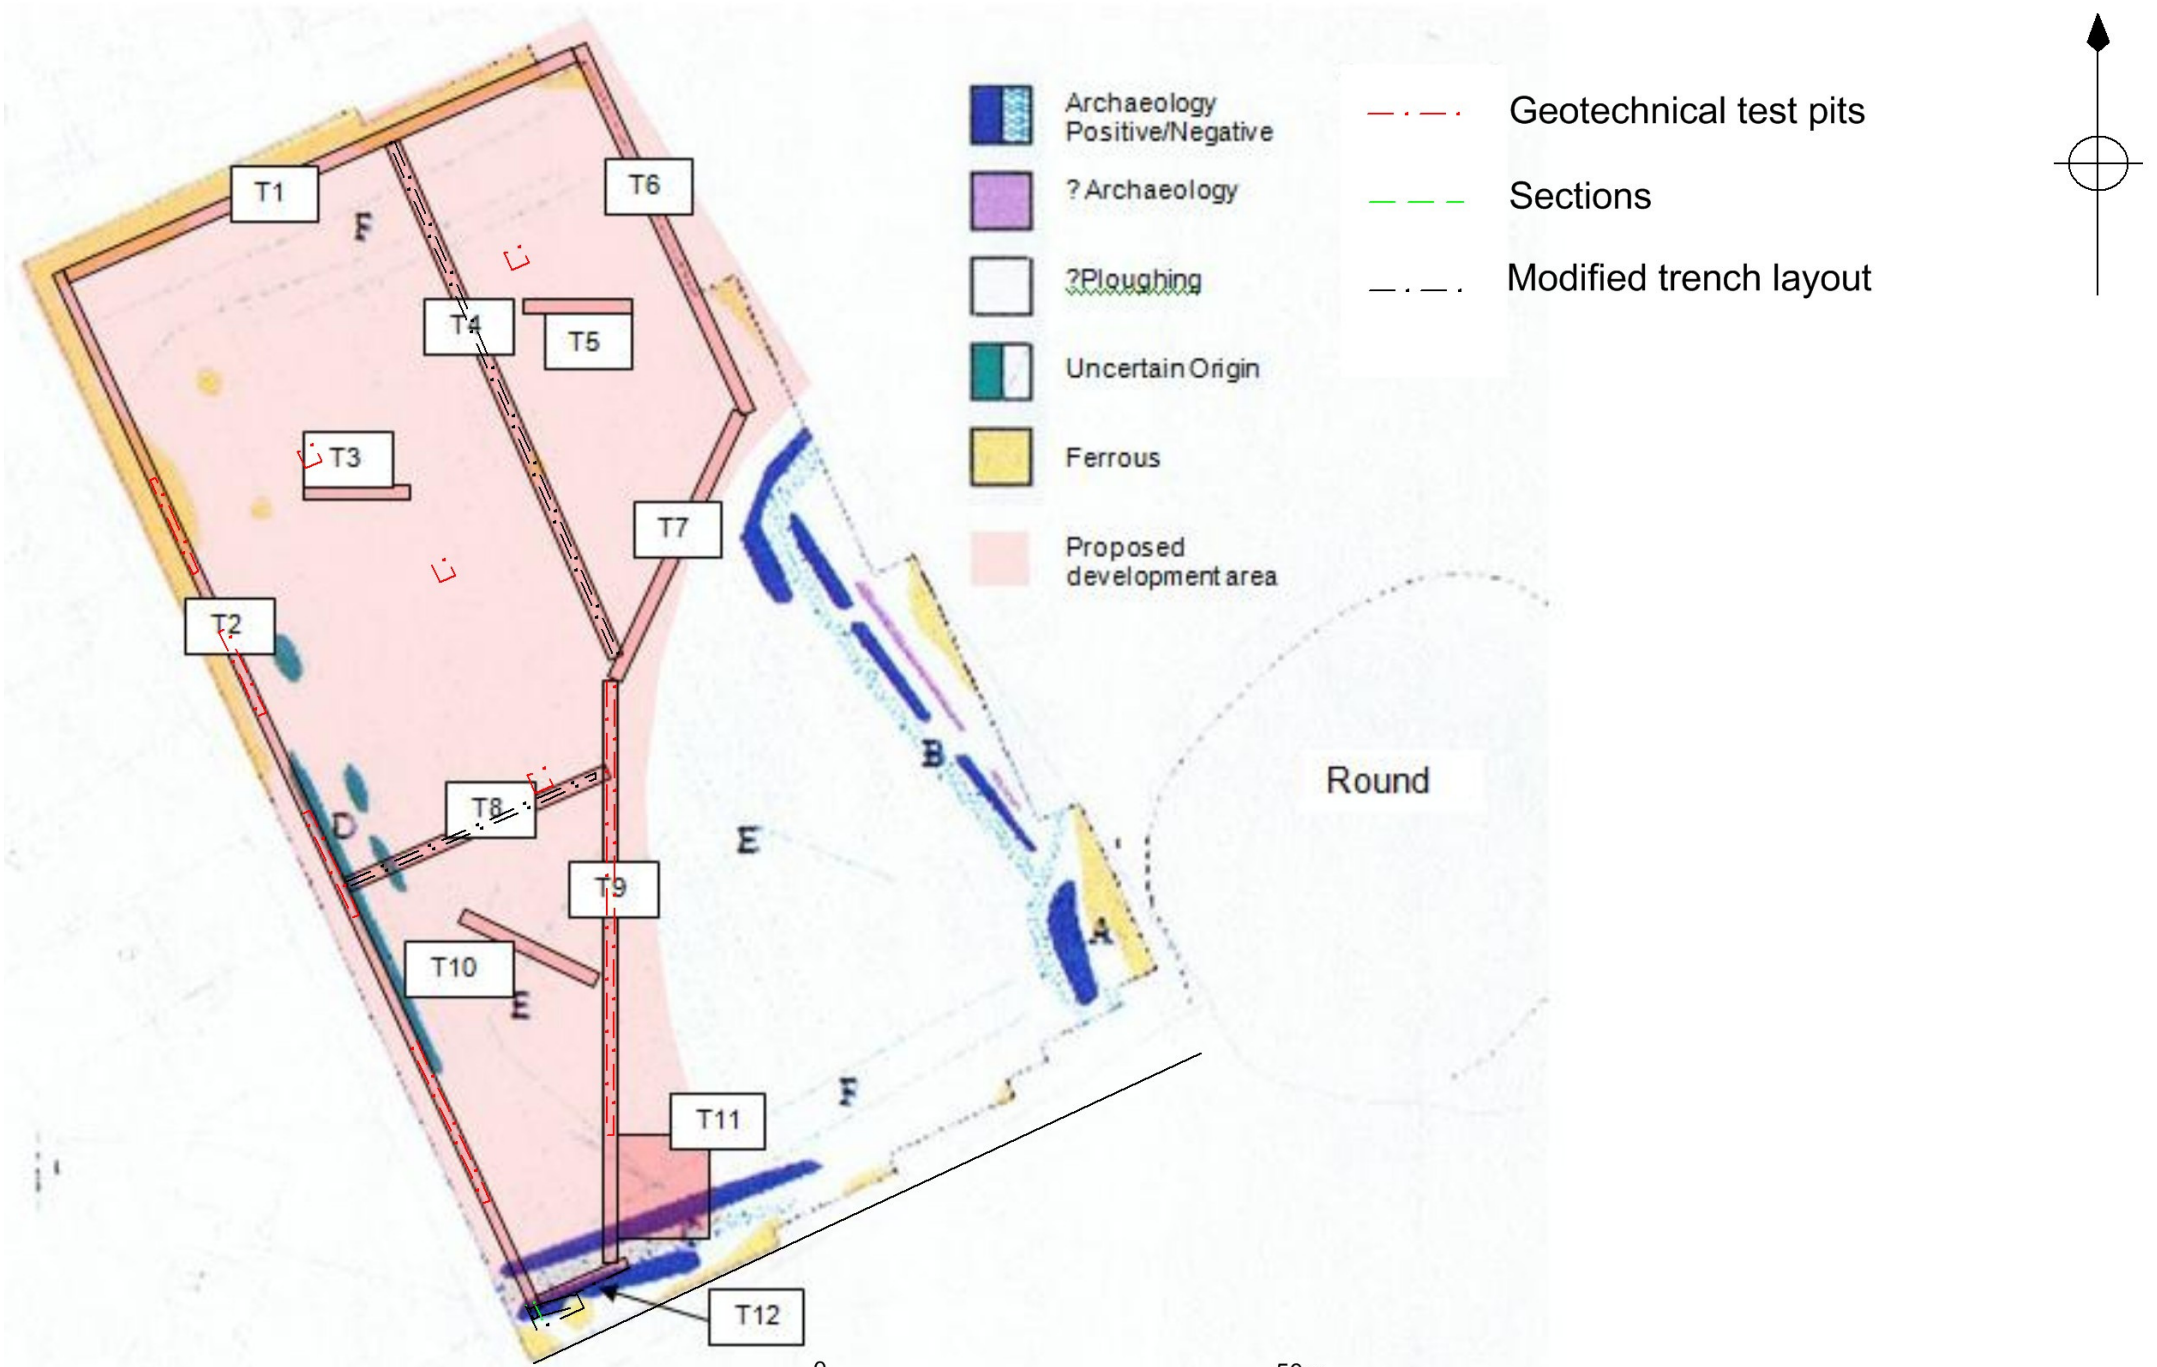 Archaeology
Positive/Negative
? Archaeology
?Ploughing
Uncertain Origin
Ferrous
Proposed
development area
Geotechnical test pits
Sections
Modified trench layout
T1
T6
T4
T5
T3
T7
T2
B
Round
D
T8
E
T9
A
T10
E
T11
T12